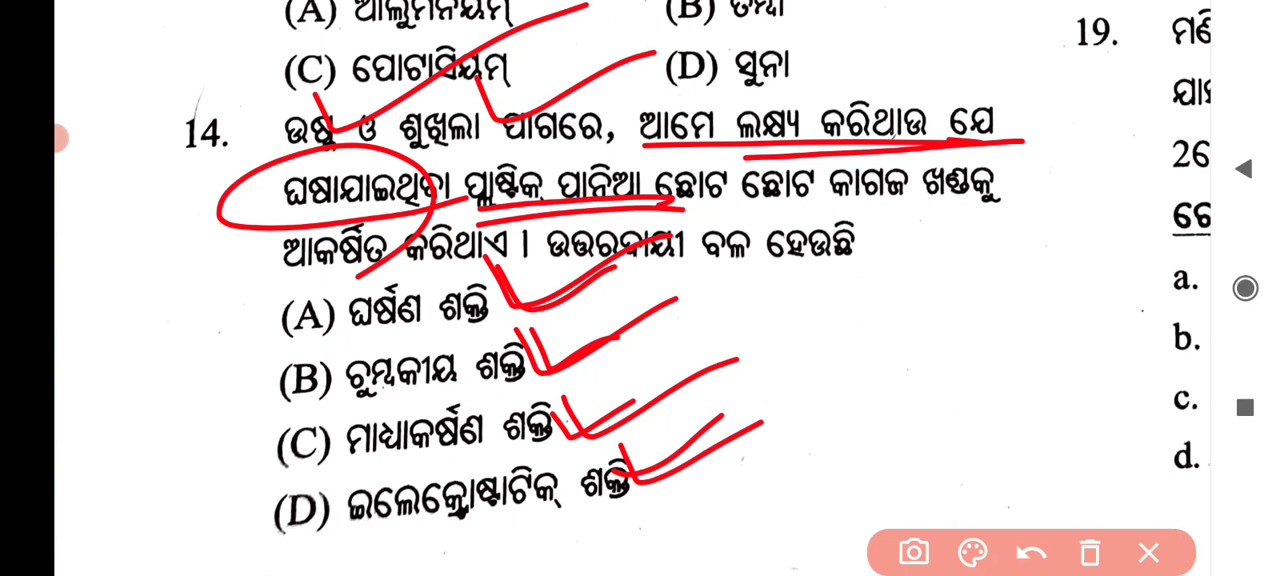 (A) ଆଲୁମିନିୟମ୍ (B) ତମ୍ବା
(C) ପୋଟାସିୟମ୍ (D) ସୁନା
14. ଉଷ୍ମ ଓ ଶୁଖିଲା ପାଗରେ, ଆମେ ଲକ୍ଷ୍ୟ କରିଥାଉ ଯେ
ଘଷାଯାଇଥିବା ପ୍ଲାଷ୍ଟିକ୍ ପାନିଆ ଛୋଟ ଛୋଟ କାଗଜ ଖଣ୍ଡକୁ
ଆକର୍ଷିତ କରିଥାଏ । ଉତ୍ତରଦାୟୀ ବଳ ହେଉଛି
(A) ଘର୍ଷଣ ଶକ୍ତି
(B) ଚୁମ୍ବକୀୟ ଶକ୍ତି
(C) ମାଧ୍ୟାକର୍ଷଣ ଶକ୍ତି
(D) ଇଲେକ୍ଟ୍ରୋଷ୍ଟାଟିକ୍ ଶକ୍ତି
19.
26
a.
b.
c.
d.